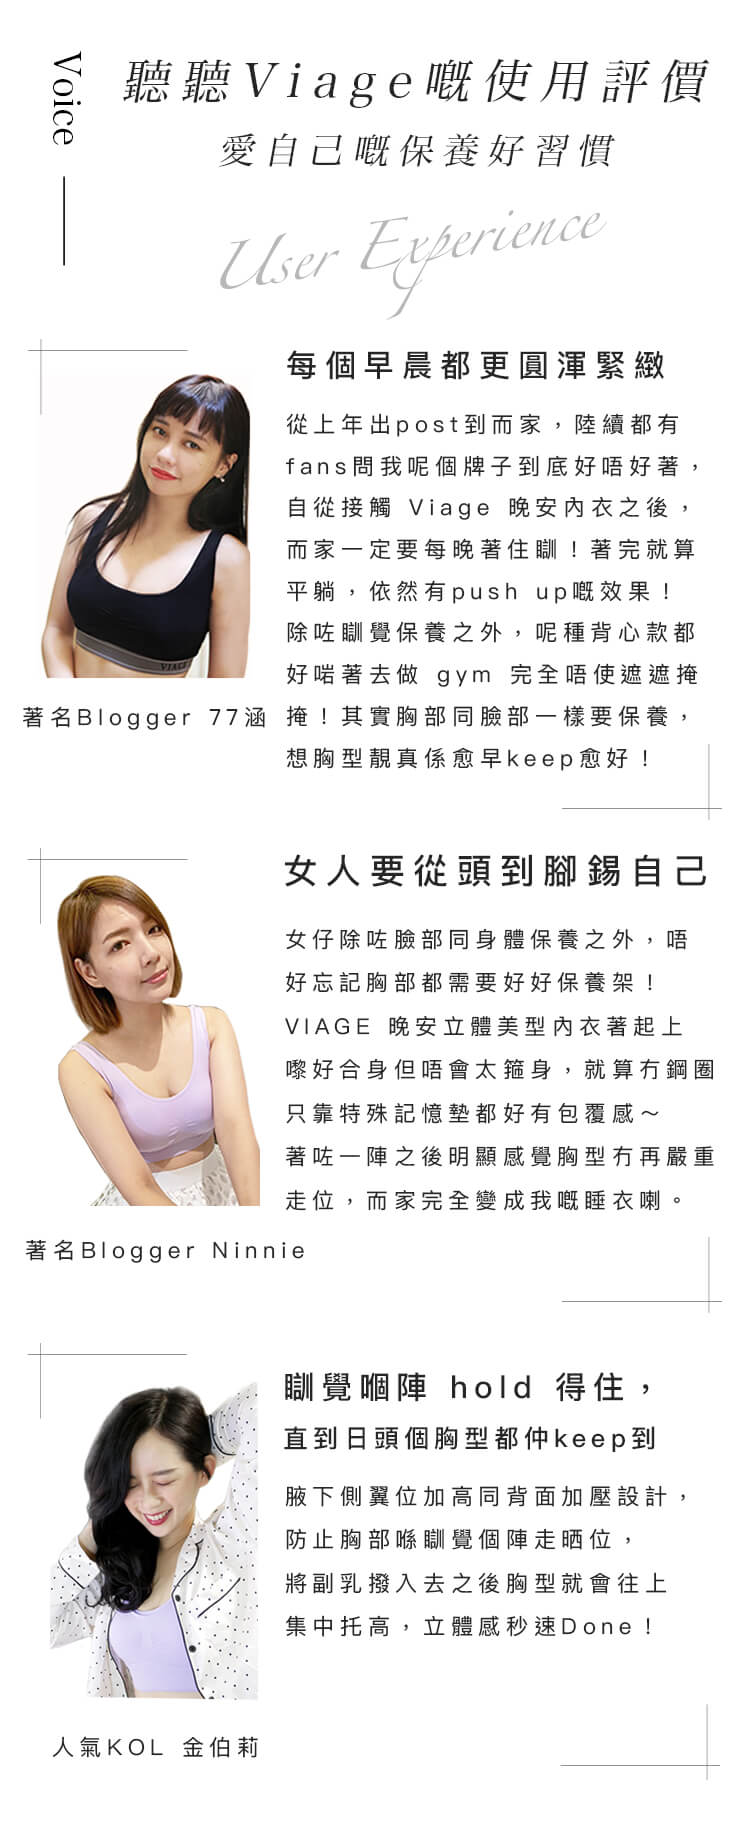 Voice
聽聽Viage嘅使用評價
愛自己嘅保養好習慣
User Experience
每個早晨都更圓渾緊緻
從上年出post到而家，陸續都有
fans問我呢個牌子到底好唔好著，
自從接觸 Viage 晚安內衣之後，
而家一定要每晚著住瞓！著完就算
平躺，依然有push up嘅效果！
除咗瞓覺保養之外，呢種背心款都
好啱著去做 gym 完全唔使遮遮掩
掩！其實胸部同臉部一樣要保養，
想胸型靚真係愈早keep愈好！
VIAGE
著名Blogger 77涵
女人要從頭到腳錫自己
女仔除咗臉部同身體保養之外，唔
好忘記胸部都需要好好保養架！
VIAGE 晚安立體美型內衣著起上
嚟好合身但唔會太箍身，就算冇鋼圈
只靠特殊記憶墊都好有包覆感～
著咗一陣之後明顯感覺胸型冇再嚴重
走位，而家完全變成我嘅睡衣喇。
著名Blogger Ninnie
瞓覺嗰陣 hold 得住，
直到日頭個胸型都仲keep到
腋下側翼位加高同背面加壓設計，
防止胸部喺瞓覺個陣走晒位，
將副乳撥入去之後胸型就會往上
集中托高，立體感秒速Done！
人氣KOL 金伯莉